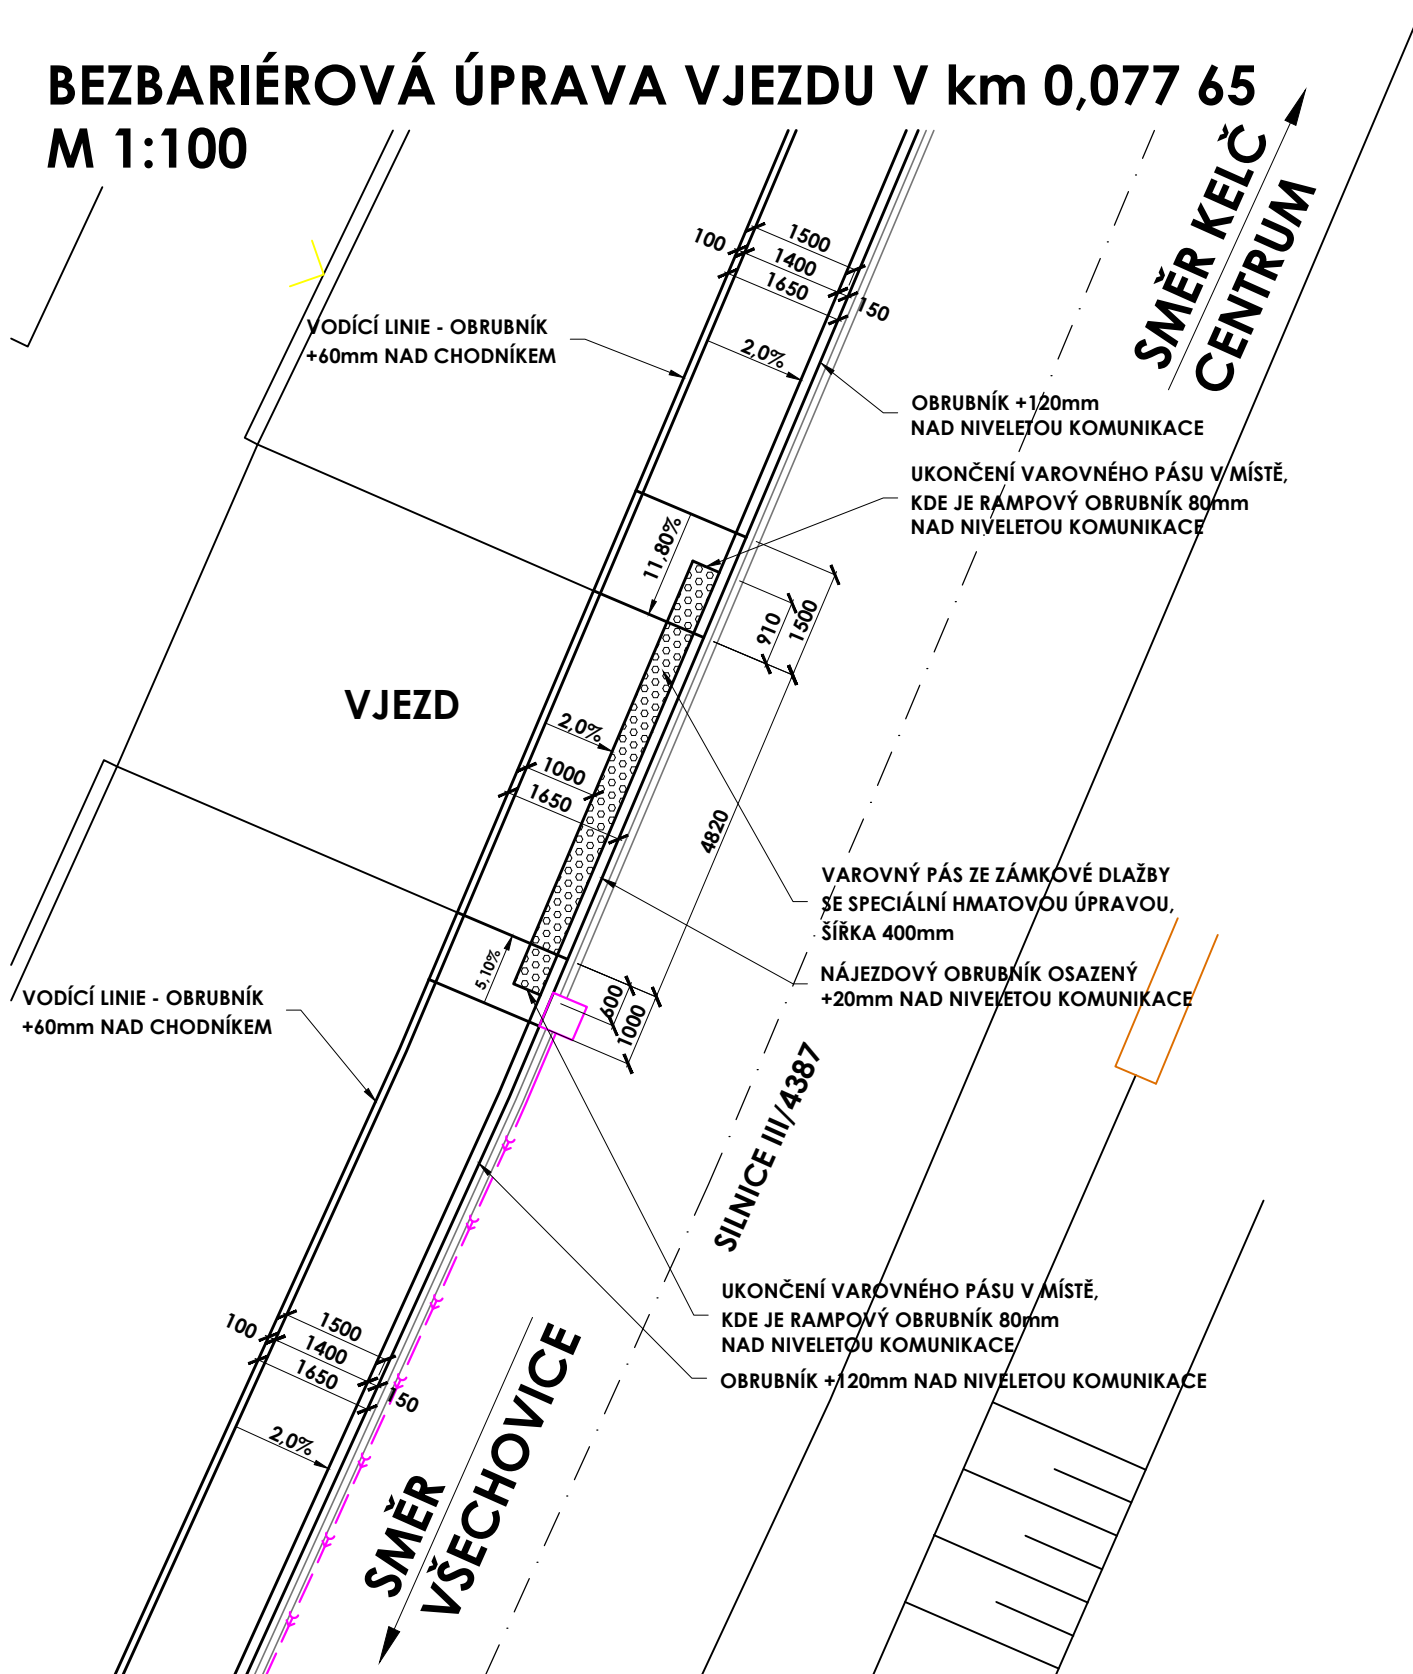 BEZBARIÉROVÁ ÚPRAVA VJEZDU V km 0,077 65
M 1:100
SMĚR KELČ
CENTRUM
1500
100
1400
1650
150
2,0%
VODÍCÍ LINIE - OBRUBNÍK
+60mm NAD CHODNÍKEM
OBRUBNÍK +120mm
NAD NIVELETOU KOMUNIKACE
UKONČENÍ VAROVNÉHO PÁSU V MÍSTĚ,
KDE JE RAMPOVÝ OBRUBNÍK 80mm
NAD NIVELETOU KOMUNIKACE
11,80%
910
1500
VJEZD
2,0%
1000
1650
4820
VAROVNÝ PÁS ZE ZÁMKOVÉ DLAŽBY
SE SPECIÁLNÍ HMATOVOU ÚPRAVOU,
ŠÍŘKA 400mm
NÁJEZDOVÝ OBRUBNÍK OSAZENÝ
+20mm NAD NIVELETOU KOMUNIKACE
5,10%
600
1000
VODÍCÍ LINIE - OBRUBNÍK
+60mm NAD CHODNÍKEM
SILNICE III/4387
UKONČENÍ VAROVNÉHO PÁSU V MÍSTĚ,
KDE JE RAMPOVÝ OBRUBNÍK 80mm
NAD NIVELETOU KOMUNIKACE
OBRUBNÍK +120mm NAD NIVELETOU KOMUNIKACE
1500
100
1400
1650
150
2,0%
SMĚR
VŠECHOVICE